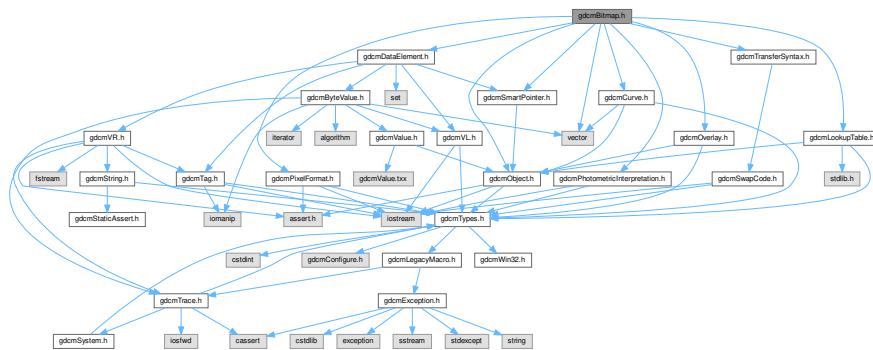 gdcmBitmap.h
gdcmDataElement.h
gdcmTransferSyntax.h
gdcmByteValue.h
set
gdcmSmartPointer.h
gdcmCurve.h
gdcmVR.h
iterator
algorithm
gdcmValue.h
gdcmVL.h
vector
gdcmOverlay.h
gdcmLookupTable.h
fstream
gdcmString.h
gdcmTag.h
gdcmPixelFormat.h
gdcmValue.txx
gdcmObject.h
gdcmPhotometricInterpretation.h
gdcmSwapCode.h
stdlib.h
gdcmStaticAssert.h
iomanip
assert.h
iostream
gdcmTypes.h
cstdint
gdcmConfigure.h
gdcmLegacyMacro.h
gdcmWin32.h
gdcmTrace.h
gdcmException.h
gdcmSystem.h
iosfwd
cassert
cstdlib
exception
sstream
stdexcept
string